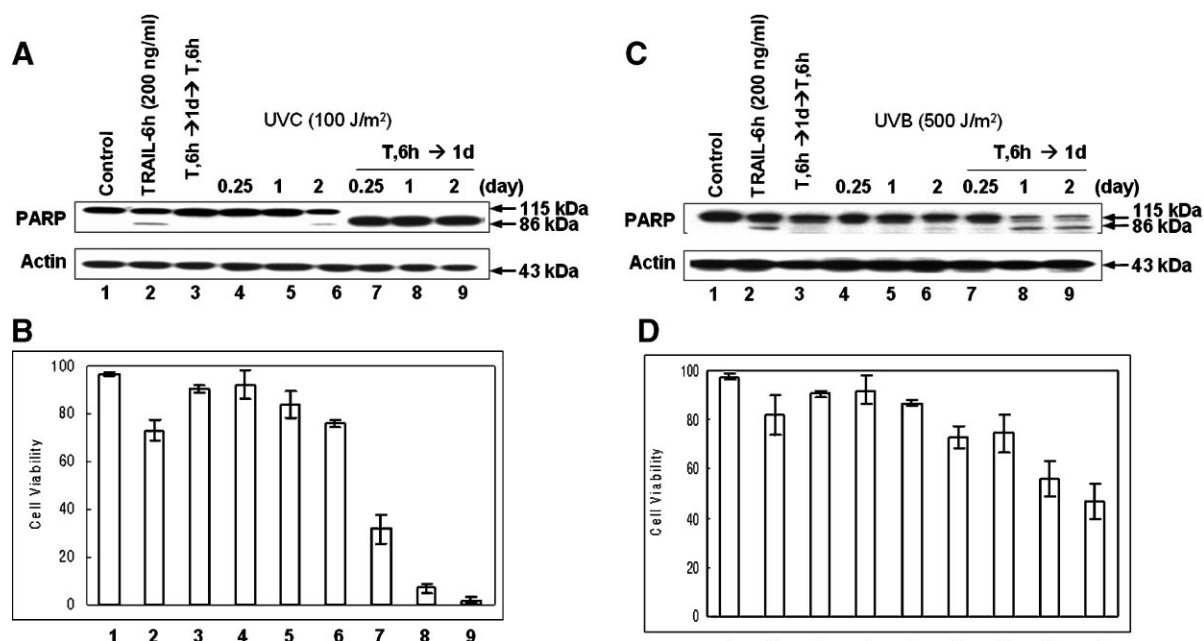 A
Control
TRAIL-6h (200 ng/ml)
T,6h →1d→ T,6h
UVC (100 J/m²)
T,6h → 1d
0.25 1 2 0.25 1 2 (day)
PARP
115 kDa
86 kDa
Actin
43 kDa
1 2 3 4 5 6 7 8 9
B
Cell Viability
100
80
60
40
20
0
1 2 3 4 5 6 7 8 9
C
Control
TRAIL-6h (200 ng/ml)
T,6h →1d→ T,6h
UVB (500 J/m²)
T,6h → 1d
0.25 1 2 0.25 1 2 (day)
PARP
115 kDa
86 kDa
Actin
43 kDa
1 2 3 4 5 6 7 8 9
D
Cell Viability
100
80
60
40
20
0